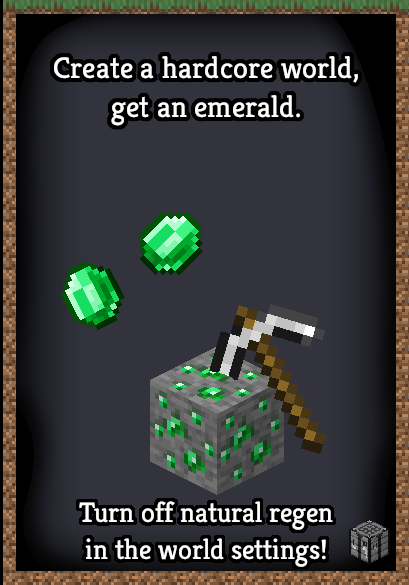 Create a hardcore world,
get an emerald.
Turn off natural regen
in the world settings!